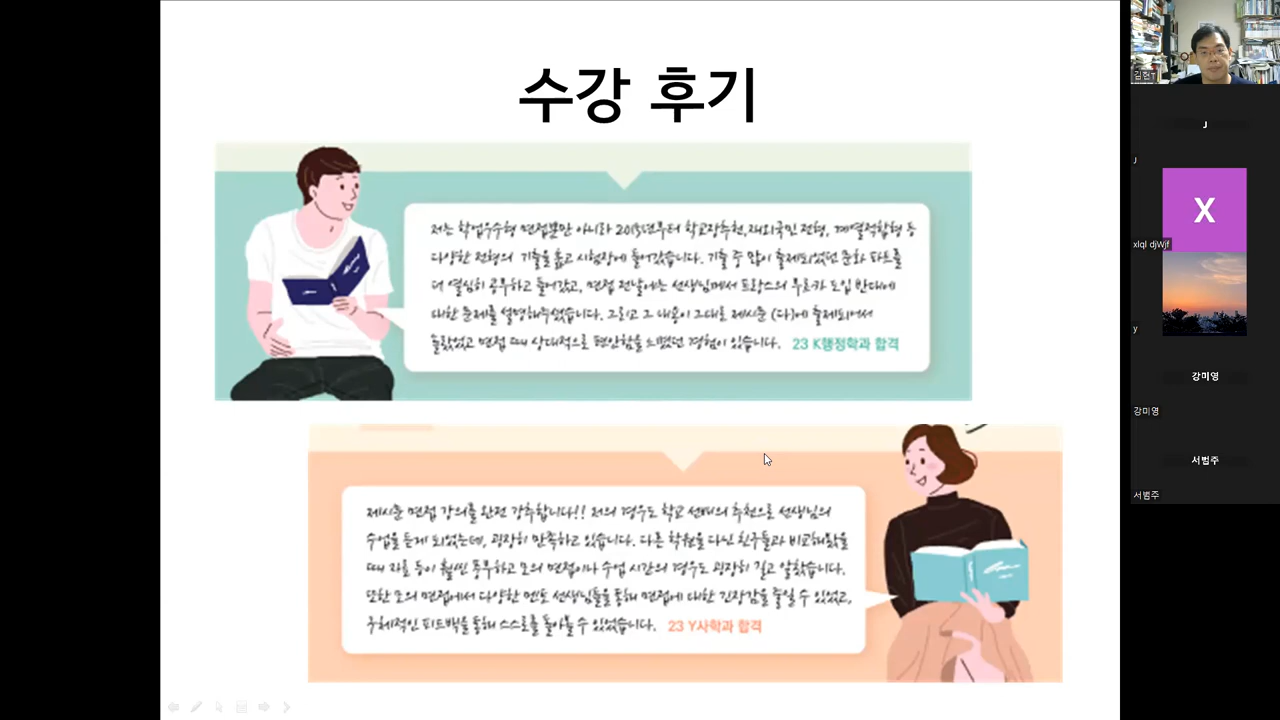 수강 후기
저는 학업우수형 면접뿐만 아니라 2015년부터 학교장추천,재외국민 전형, 계열적합형 등
다양한 전형의 기출을 훑고 시험장에 들어갔습니다. 기출 중 많이 출제되었던 문화 파트를
더 열심히 공부하고 들어갔고, 면접 전날에는 선생님께서 프랑스의 부르카 도입 반대에
대한 문제를 설명해주셨습니다. 그리고 그 내용이 그대로 제시문 (다)에 출제되어서
놀랐었고 면접 때 상대적으로 편안함을 느꼈던 경험이 있습니다. 23 K행정학과 합격
제시문 면접 강의를 완전 강추합니다!! 저의 경우도 학교 선배의 추천으로 선생님의
수업을 듣게 되었는데, 굉장히 만족하고 있습니다. 다른 학원을 다닌 친구들과 비교해봤을
때 자료 등이 훨씬 풍부하고 모의 면접이나 수업 시간의 경우도 굉장히 길고 알찼습니다.
또한 모의 면접에서 다양한 멘토 선생님들을 통해 면접에 대한 긴장감을 줄일 수 있었고,
구체적인 피드백을 통해 스스로를 돌아볼 수 있었습니다. 23 Y사학과 합격
J
J
X
xlql djWjf
y
강미영
강미영
서범주
서범주